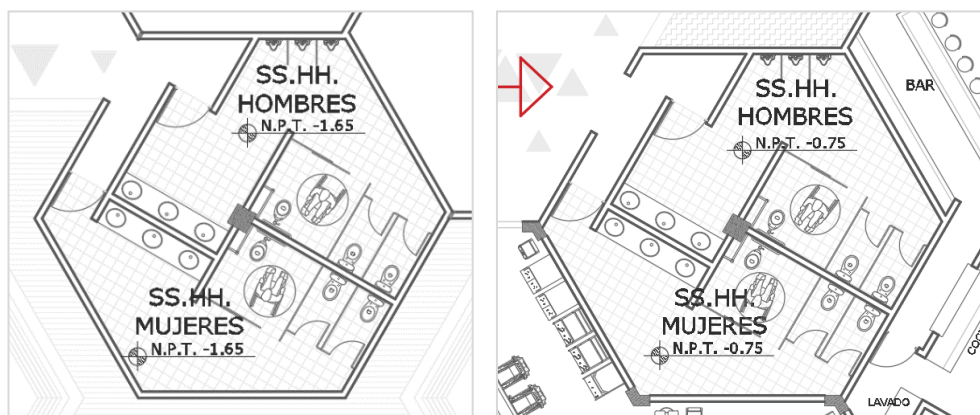 SS.HH.
HOMBRES
N.P.T. -1.65
SS.HH.
MUJERES
N.P.T. -1.65
SS.HH.
HOMBRES
N.P.T. -0.75
BAR
SS.HH.
MUJERES
N.P.T. -0.75
LAVADO